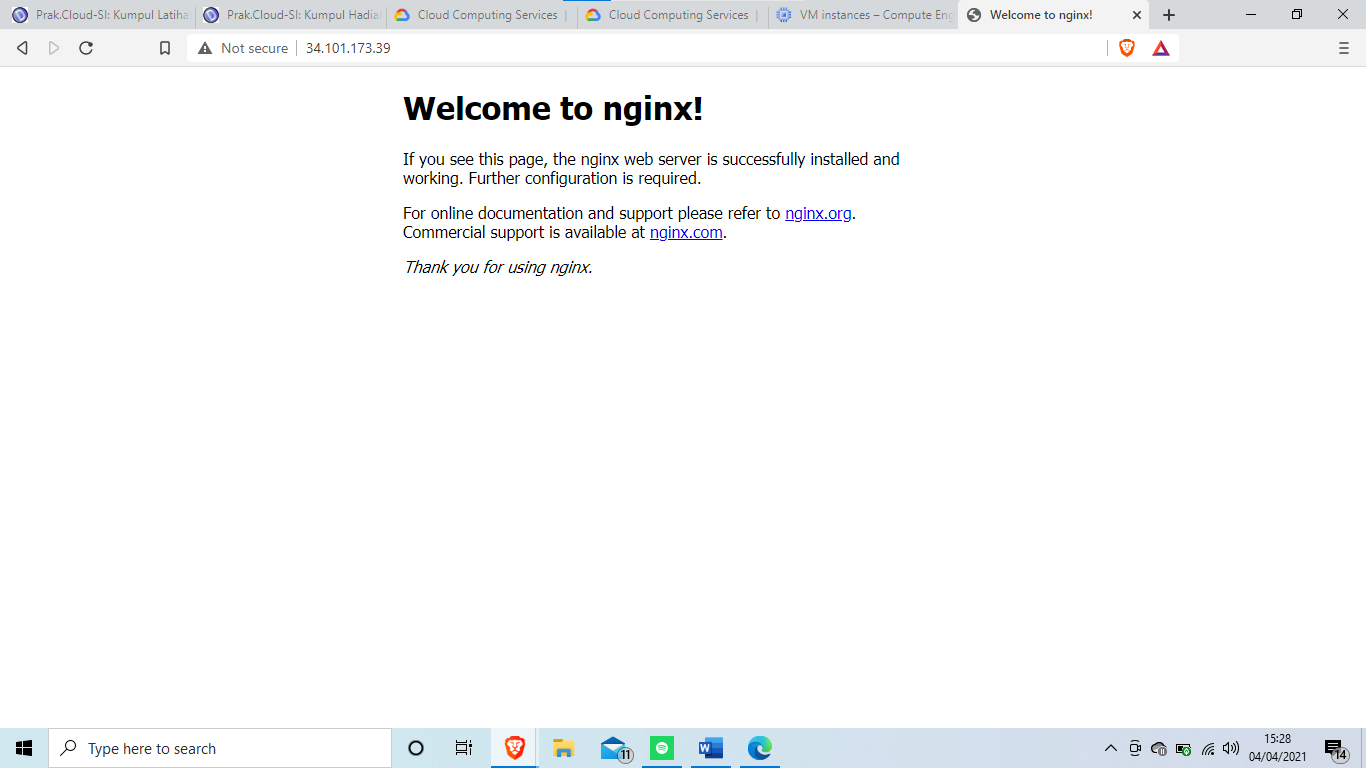 Prak.Cloud-SI: Kumpul Latiha
Prak.Cloud-SI: Kumpul Hadia
Cloud Computing Services |
Cloud Computing Services |
VM instances – Compute Eng
Welcome to nginx!
Not secure
34.101.173.39
Welcome to nginx!
If you see this page, the nginx web server is successfully installed and
working. Further configuration is required.
For online documentation and support please refer to nginx.org.
Commercial support is available at nginx.com.
Thank you for using nginx.
Type here to search
11
15:28
04/04/2021
14